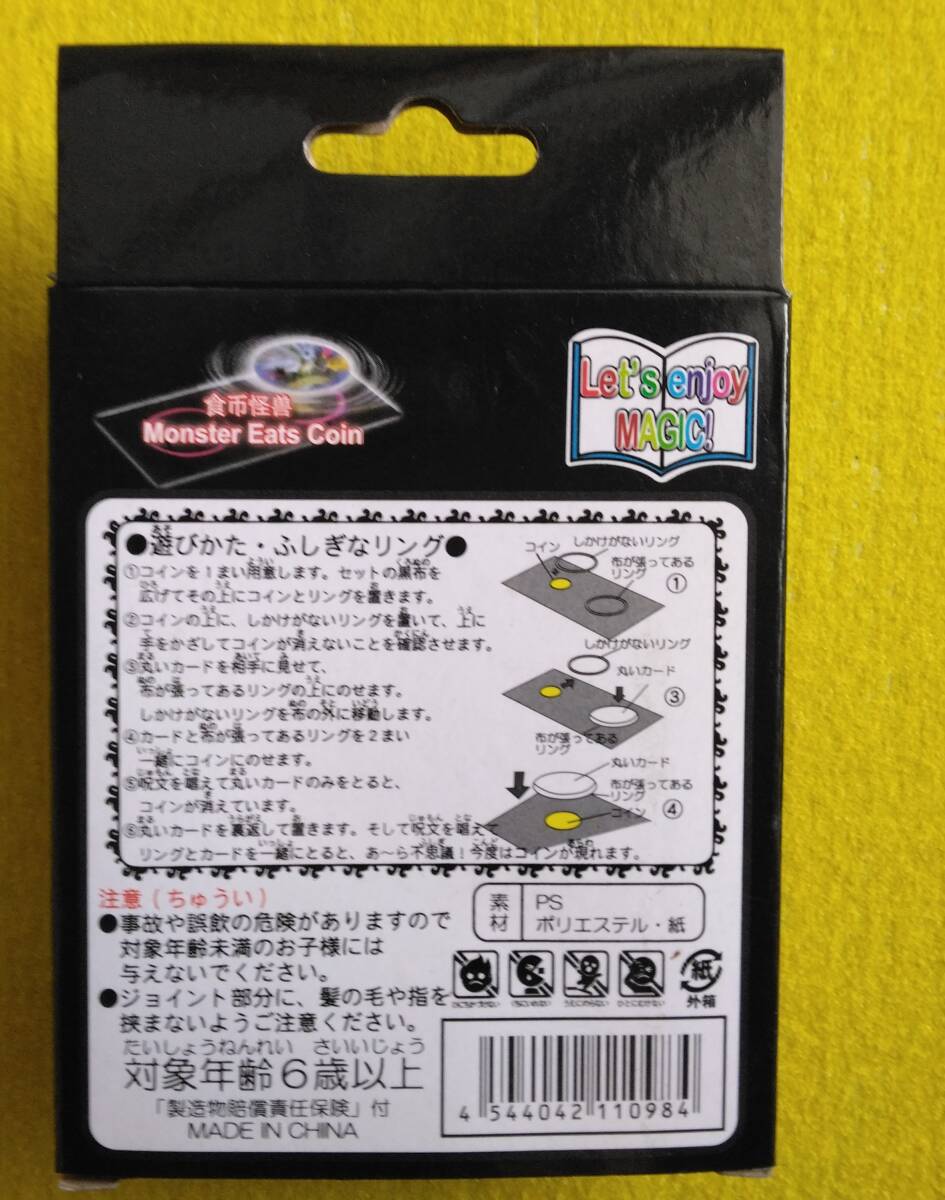 食币怪兽
Monster Eats Coin
Let's enjoy
MAGIC!
●遊びかた・ふしぎなリング●
①コインを1まい用意します。セットの黒布を
広げてその上にコインとリングを置きます。
②コインの上に、しかけがないリングを置いて、上に
手をかざしてコインが消えないことを確認させます。
③丸いカードを相手に見せて、
布が張ってあるリングの上にのせます。
しかけがないリングを布の外に移動します。
④カードと布が張ってあるリングを2まい
一緒にコインにのせます。
⑤呪文を唱えて丸いカードのみをとると、
コインが消えています。
⑥丸いカードを裏返して置きます。そして呪文を唱えて
リングとカードを一緒にとると、あ〜ら不思議！今度はコインが現れます。
コイン
しかけがないリング
布が張ってある
リング
①
しかけがないリング
丸いカード
③
布が張ってある
リング
丸いカード
布が張ってある
リング
コイン
④
注意(ちゅうい)
●事故や誤飲の危険がありますので
対象年齢未満のお子様には
与えないでください。
●ジョイント部分に、髪の毛や指を
挟まないようご注意ください。
たいしょうねんれい さいいじょう
対象年齢6歳以上
「製造物賠償責任保険」付
MADE IN CHINA
素材
PS
ポリエステル・紙
紙
外箱
4 544042 110984